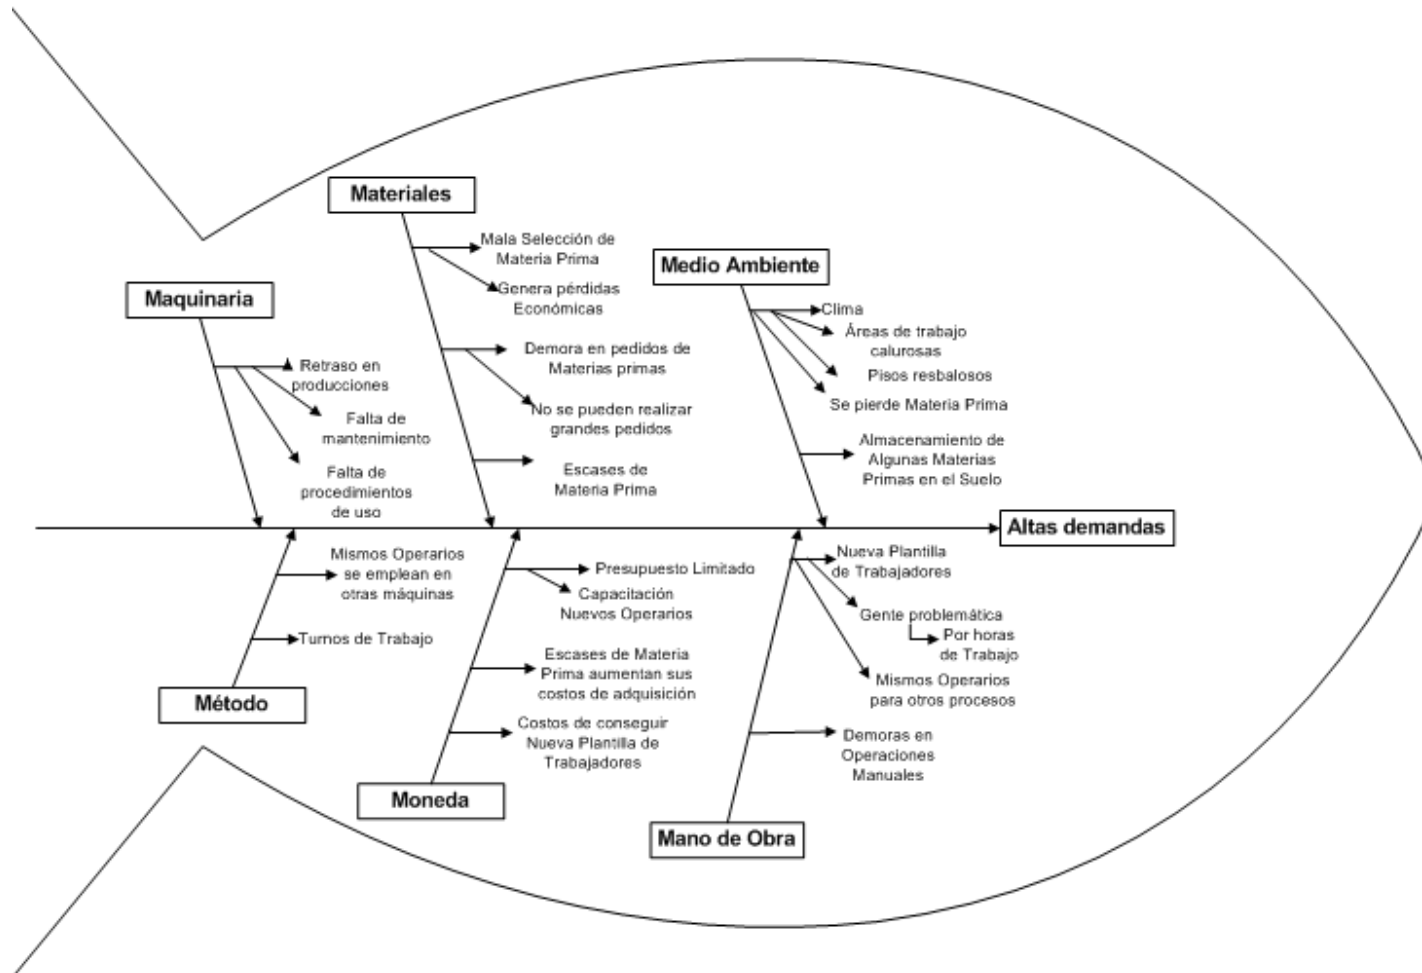 Materiales
Mala Selección de
Materia Prima
Genera pérdidas
Económicas
Demora en pedidos de
Materias primas
No se pueden realizar
grandes pedidos
Escases de
Materia Prima
Medio Ambiente
Clima
Áreas de trabajo
calurosas
Pisos resbalosos
Se pierde Materia Prima
Almacenamiento de
Algunas Materias
Primas en el Suelo
Maquinaria
Retraso en
producciones
Falta de
mantenimiento
Falta de
procedimientos
de uso
Altas demandas
Mismos Operarios
se emplean en
otras máquinas
Turnos de Trabajo
Método
Presupuesto Limitado
Capacitación
Nuevos Operarios
Escases de Materia
Prima aumentan sus
costos de adquisición
Costos de conseguir
Nueva Plantilla de
Trabajadores
Moneda
Nueva Plantilla
de Trabajadores
Gente problemática
Por horas
de Trabajo
Mismos Operarios
para otros procesos
Demoras en
Operaciones
Manuales
Mano de Obra